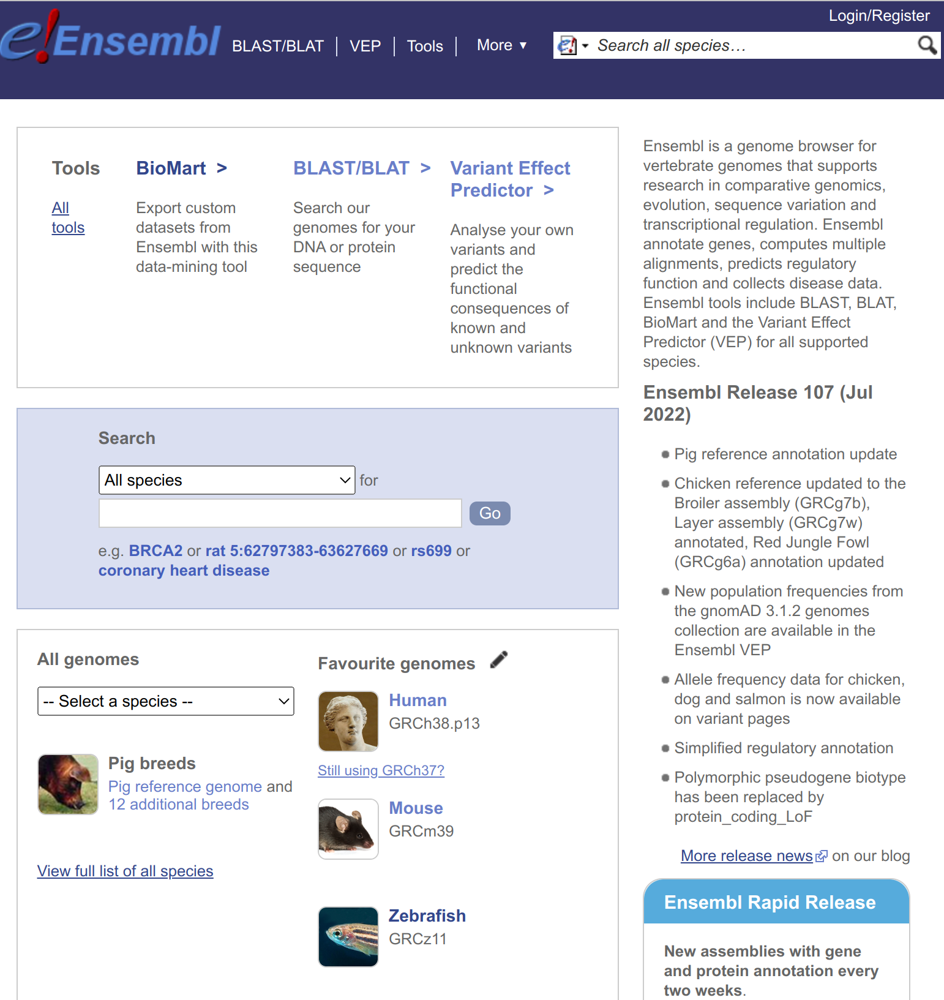 Login/Register
e!Ensembl BLAST/BLAT VEP Tools More ▼ Search all species…
Tools
All
tools
BioMart >
Export custom
datasets from
Ensembl with this
data-mining tool
BLAST/BLAT >
Search our
genomes for your
DNA or protein
sequence
Variant Effect
Predictor >
Analyse your own
variants and
predict the
functional
consequences of
known and
unknown variants
Search
All species for
Go
e.g. BRCA2 or rat 5:62797383-63627669 or rs699 or
coronary heart disease
All genomes
-- Select a species --
Pig breeds
Pig reference genome and
12 additional breeds
View full list of all species
Favourite genomes
Human
GRCh38.p13
Still using GRCh37?
Mouse
GRCm39
Zebrafish
GRCz11
Ensembl is a genome browser for
vertebrate genomes that supports
research in comparative genomics,
evolution, sequence variation and
transcriptional regulation. Ensembl
annotate genes, computes multiple
alignments, predicts regulatory
function and collects disease data.
Ensembl tools include BLAST, BLAT,
BioMart and the Variant Effect
Predictor (VEP) for all supported
species.
Ensembl Release 107 (Jul
2022)
Pig reference annotation update
Chicken reference updated to the
Broiler assembly (GRCg7b),
Layer assembly (GRCg7w)
annotated, Red Jungle Fowl
(GRCg6a) annotation updated
New population frequencies from
the gnomAD 3.1.2 genomes
collection are available in the
Ensembl VEP
Allele frequency data for chicken,
dog and salmon is now available
on variant pages
Simplified regulatory annotation
Polymorphic pseudogene biotype
has been replaced by
protein_coding_LoF
More release news on our blog
Ensembl Rapid Release
New assemblies with gene
and protein annotation every
two weeks.